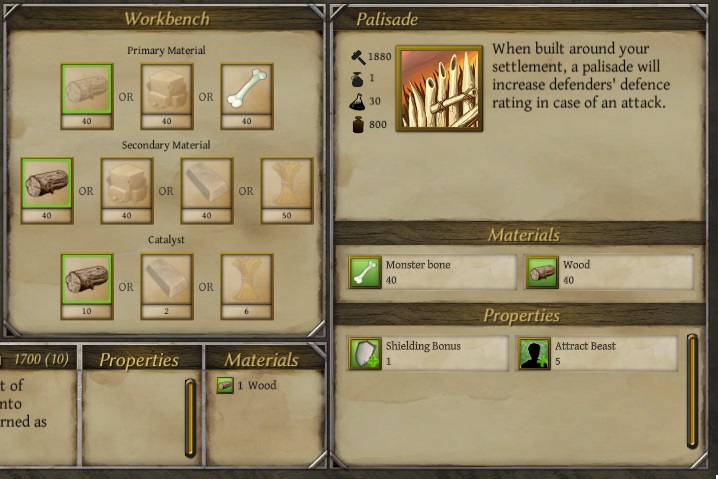 Workbench
Primary Material
OR
OR
40
40
40
Secondary Material
OR
OR
OR
40
40
40
50
Catalyst
OR
OR
10
2
6
1700 (10)
t of
nto
rned as
Properties
Materials
1 Wood
Palisade
1880
1
30
800
When built around your
settlement, a palisade will
increase defenders' defence
rating in case of an attack.
Materials
Monster bone
40
Wood
40
Properties
Shielding Bonus
1
Attract Beast
5